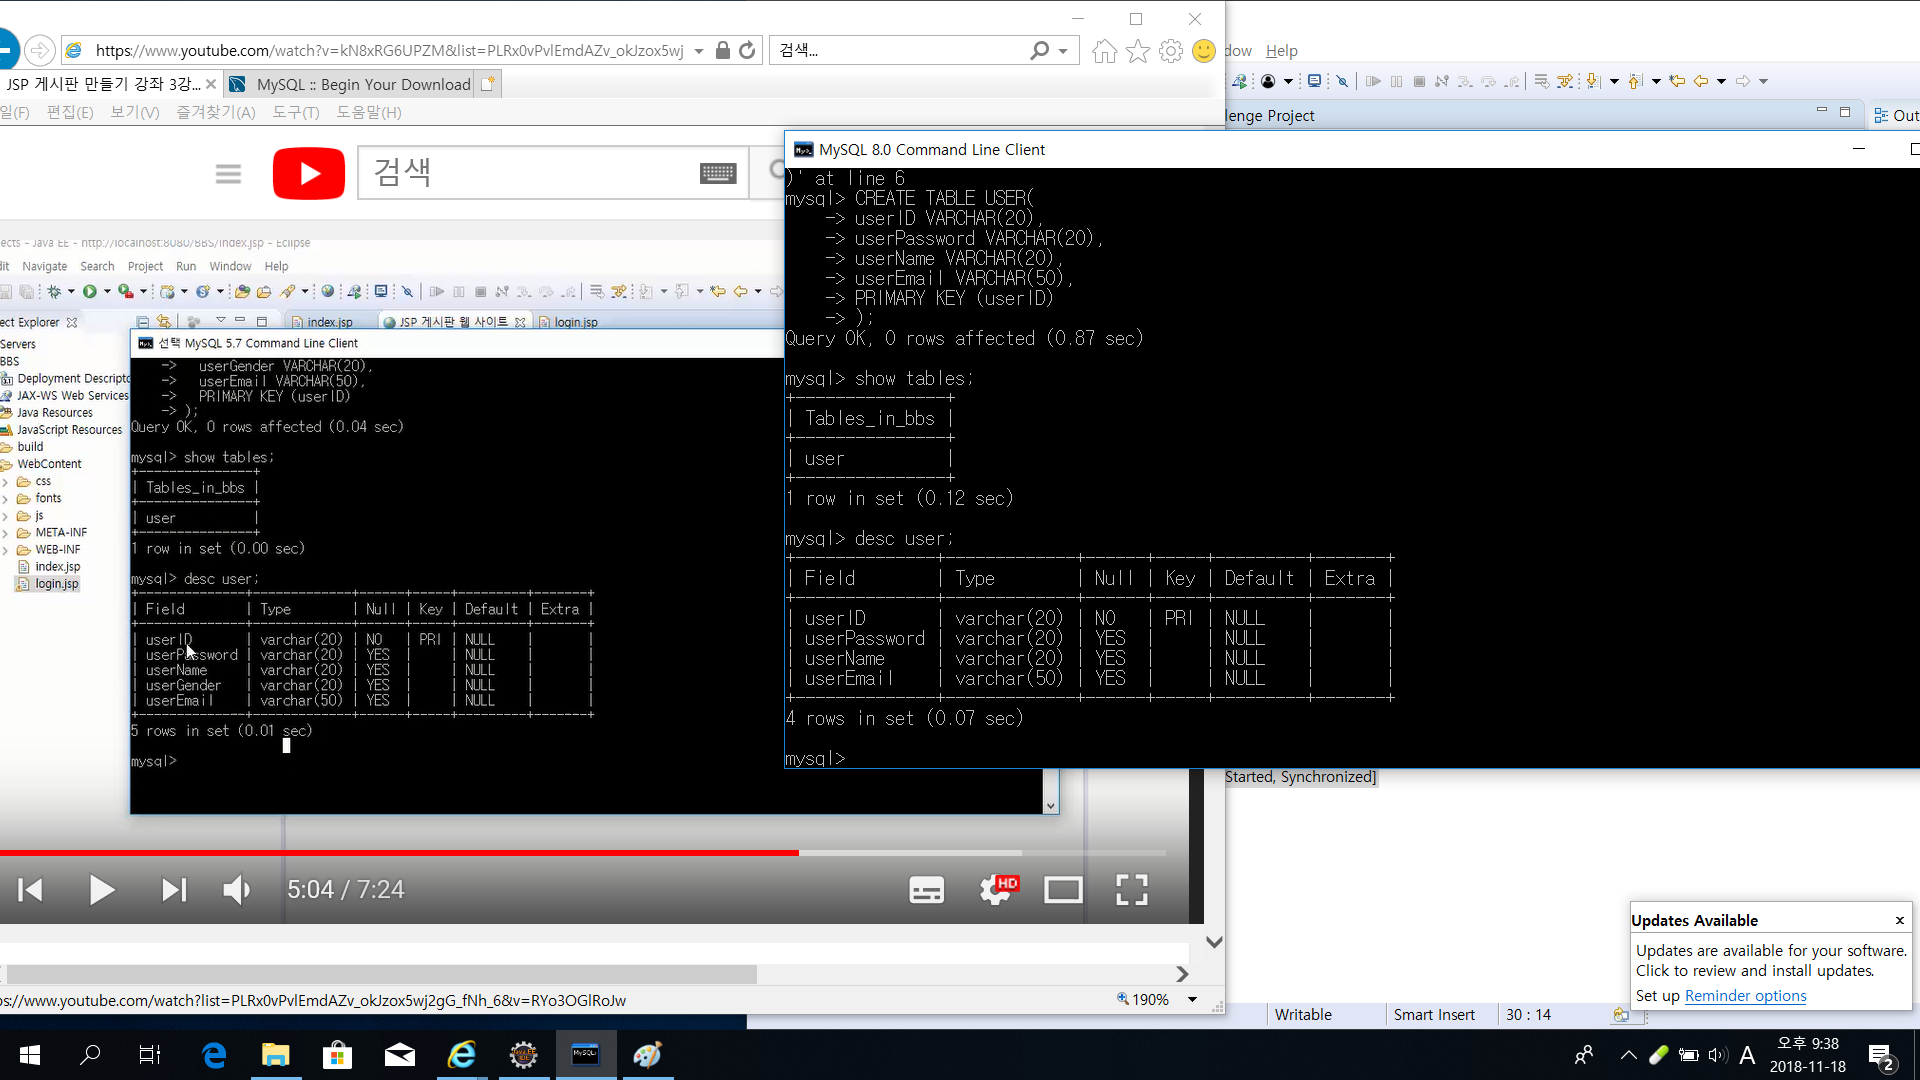 https://www.youtube.com/watch?v=kN8xRG6UPZM&list=PLRx0vPvlEmdAZv_okJzox5wj
검색...
JSP 게시판 만들기 강좌 3강...
MySQL :: Begin Your Download
일(F) 편집(E) 보기(V) 즐겨찾기(A) 도구(T) 도움말(H)
검색
ects - Java EE - http://localhost:8080/BBS/index.jsp - Eclipse
dit Navigate Search Project Run Window Help
ect Explorer
index.jsp
JSP 게시판 웹 사이트
login.jsp
Servers
BBS
Deployment Descripto
JAX-WS Web Services
Java Resources
JavaScript Resources
build
WebContent
css
fonts
js
META-INF
WEB-INF
index.jsp
login.jsp
선택 MySQL 5.7 Command Line Client
-> userGender VARCHAR(20),
-> userEmail VARCHAR(50),
-> PRIMARY KEY (userID)
-> );
Query OK, 0 rows affected (0.04 sec)
mysql> show tables;
+---------------+
| Tables_in_bbs |
+---------------+
| user          |
+---------------+
1 row in set (0.00 sec)
mysql> desc user;
+--------------+-------------+------+-----+---------+-------+
| Field        | Type        | Null | Key | Default | Extra |
+--------------+-------------+------+-----+---------+-------+
| userID       | varchar(20) | NO   | PRI | NULL    |       |
| userPassword | varchar(20) | YES  |     | NULL    |       |
| userName     | varchar(20) | YES  |     | NULL    |       |
| userGender   | varchar(20) | YES  |     | NULL    |       |
| userEmail    | varchar(50) | YES  |     | NULL    |       |
+--------------+-------------+------+-----+---------+-------+
5 rows in set (0.01 sec)
mysql>
5:04 / 7:24
HD
ps://www.youtube.com/watch?list=PLRx0vPvlEmdAZv_okJzox5wj2gG_fNh_6&v=RYo3OGlRoJw
190%
dow Help
lenge Project
Out
MySQL 8.0 Command Line Client
)' at line 6
mysql> CREATE TABLE USER(
-> userID VARCHAR(20),
-> userPassword VARCHAR(20),
-> userName VARCHAR(20),
-> userEmail VARCHAR(50),
-> PRIMARY KEY (userID)
-> );
Query OK, 0 rows affected (0.87 sec)
mysql> show tables;
+---------------+
| Tables_in_bbs |
+---------------+
| user          |
+---------------+
1 row in set (0.12 sec)
mysql> desc user;
+--------------+-------------+------+-----+---------+-------+
| Field        | Type        | Null | Key | Default | Extra |
+--------------+-------------+------+-----+---------+-------+
| userID       | varchar(20) | NO   | PRI | NULL    |       |
| userPassword | varchar(20) | YES  |     | NULL    |       |
| userName     | varchar(20) | YES  |     | NULL    |       |
| userEmail    | varchar(50) | YES  |     | NULL    |       |
+--------------+-------------+------+-----+---------+-------+
4 rows in set (0.07 sec)
mysql>
Started, Synchronized]
Updates Available
x
Updates are available for your software.
Click to review and install updates.
Set up Reminder options
Writable
Smart Insert
30 : 14
A
오후 9:38
2018-11-18
2